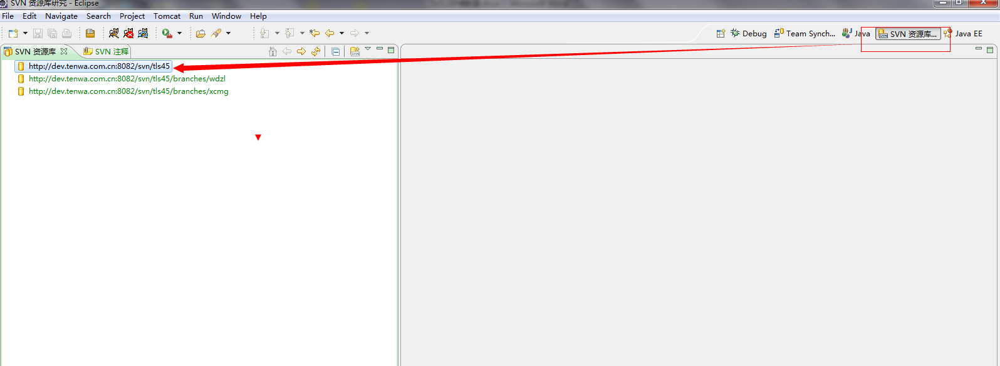 SVN 资源库研究 - Eclipse
File Edit Navigate Search Project Tomcat Run Window Help
Debug Team Synch... Java SVN 资源库... Java EE
SVN 资源库 SVN 注释
http://dev.tenwa.com.cn:8082/svn/tls45
http://dev.tenwa.com.cn:8082/svn/tls45/branches/wdzl
http://dev.tenwa.com.cn:8082/svn/tls45/branches/xcmg